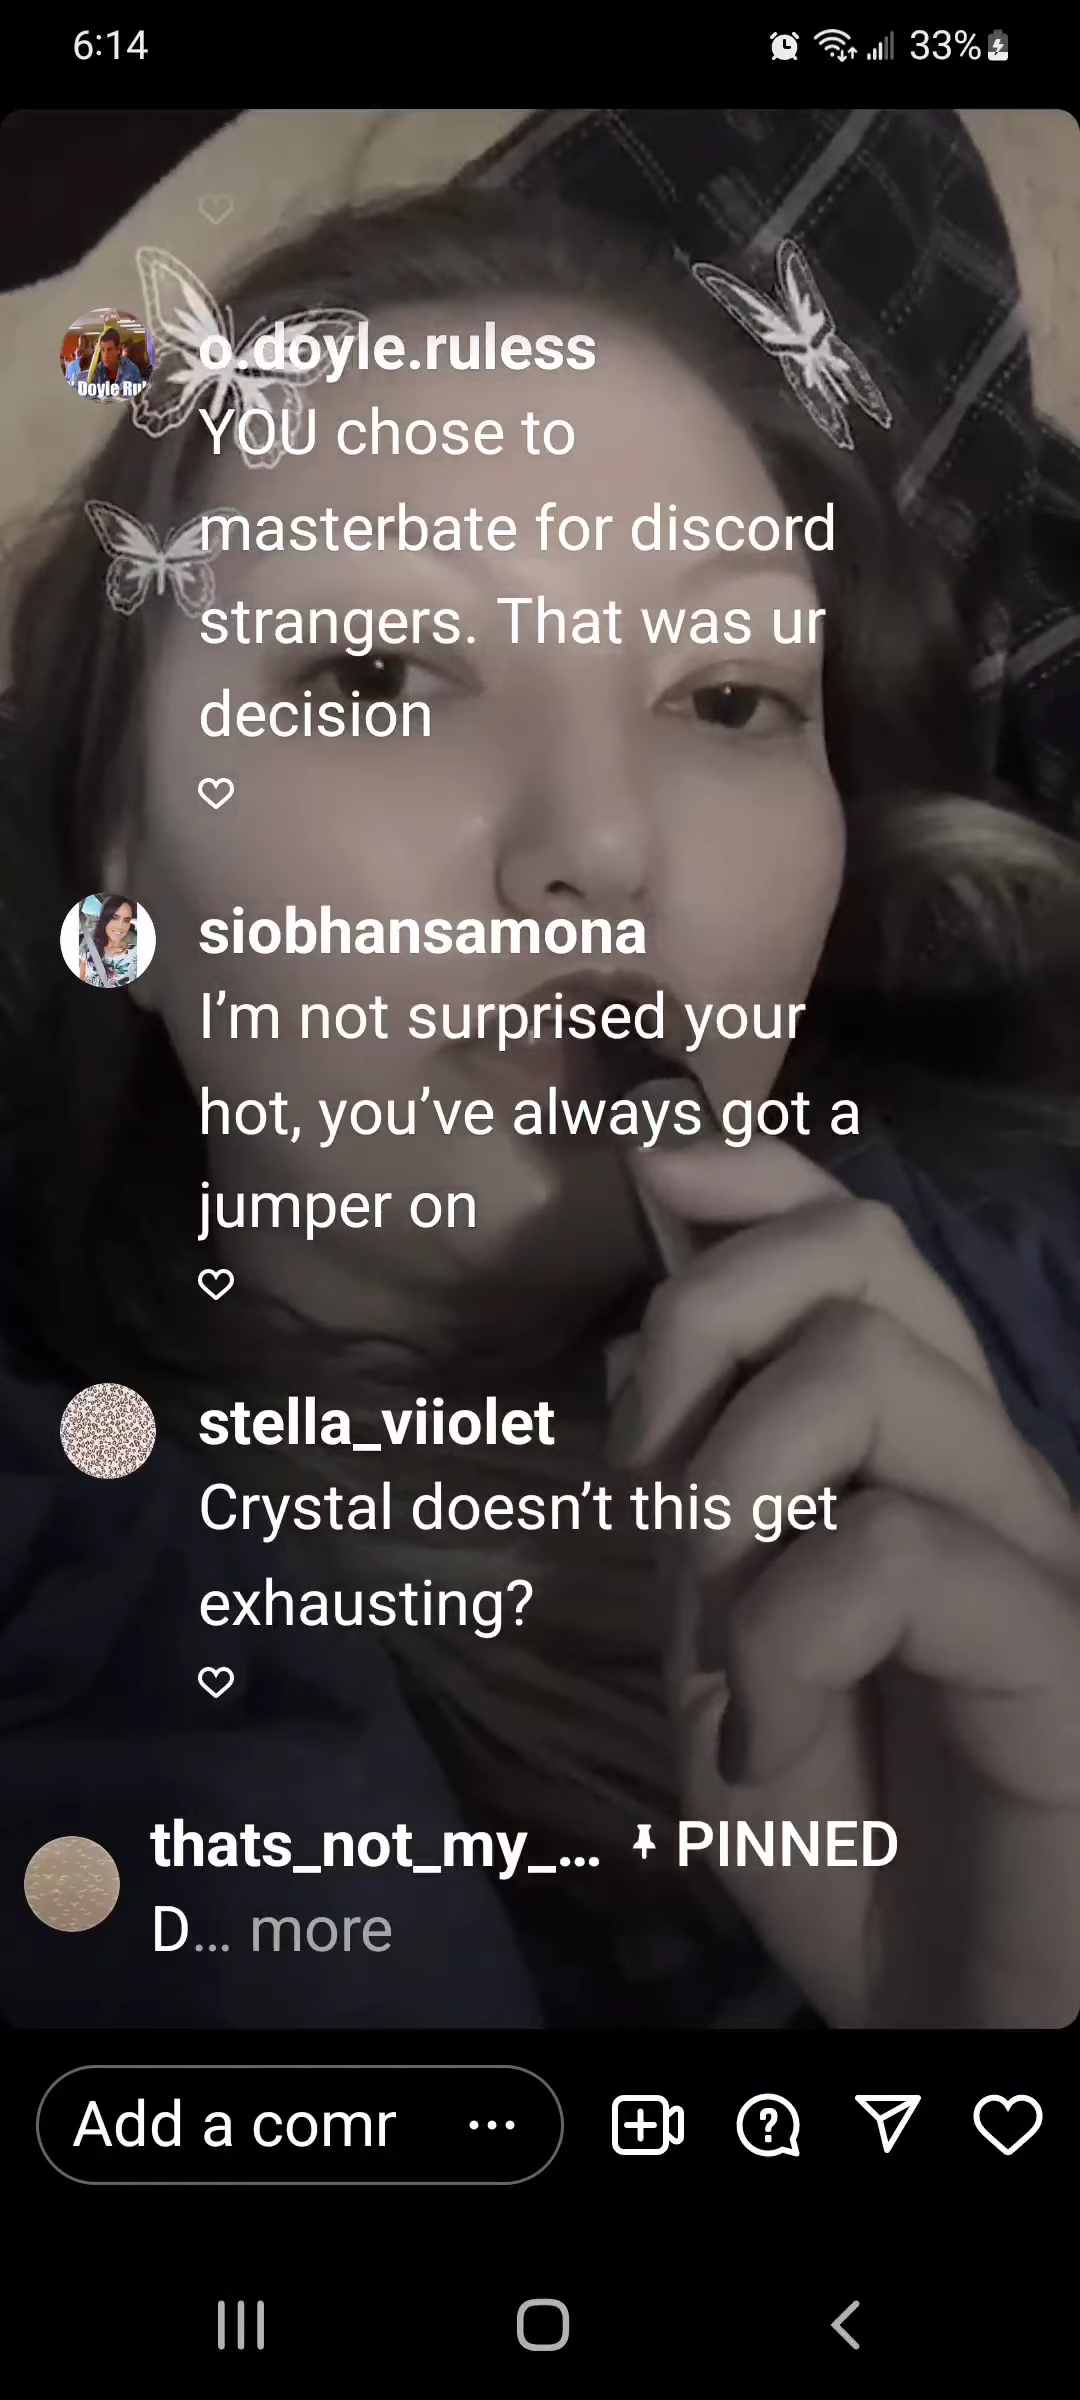 6:14
33%
Doyle Rul
o.doyle.ruless
YOU chose to
masterbate for discord
strangers. That was ur
decision
siobhansamona
I’m not surprised your
hot, you’ve always got a
jumper on
stella_viiolet
Crystal doesn’t this get
exhausting?
thats_not_my_... PINNED
D... more
Add a comr